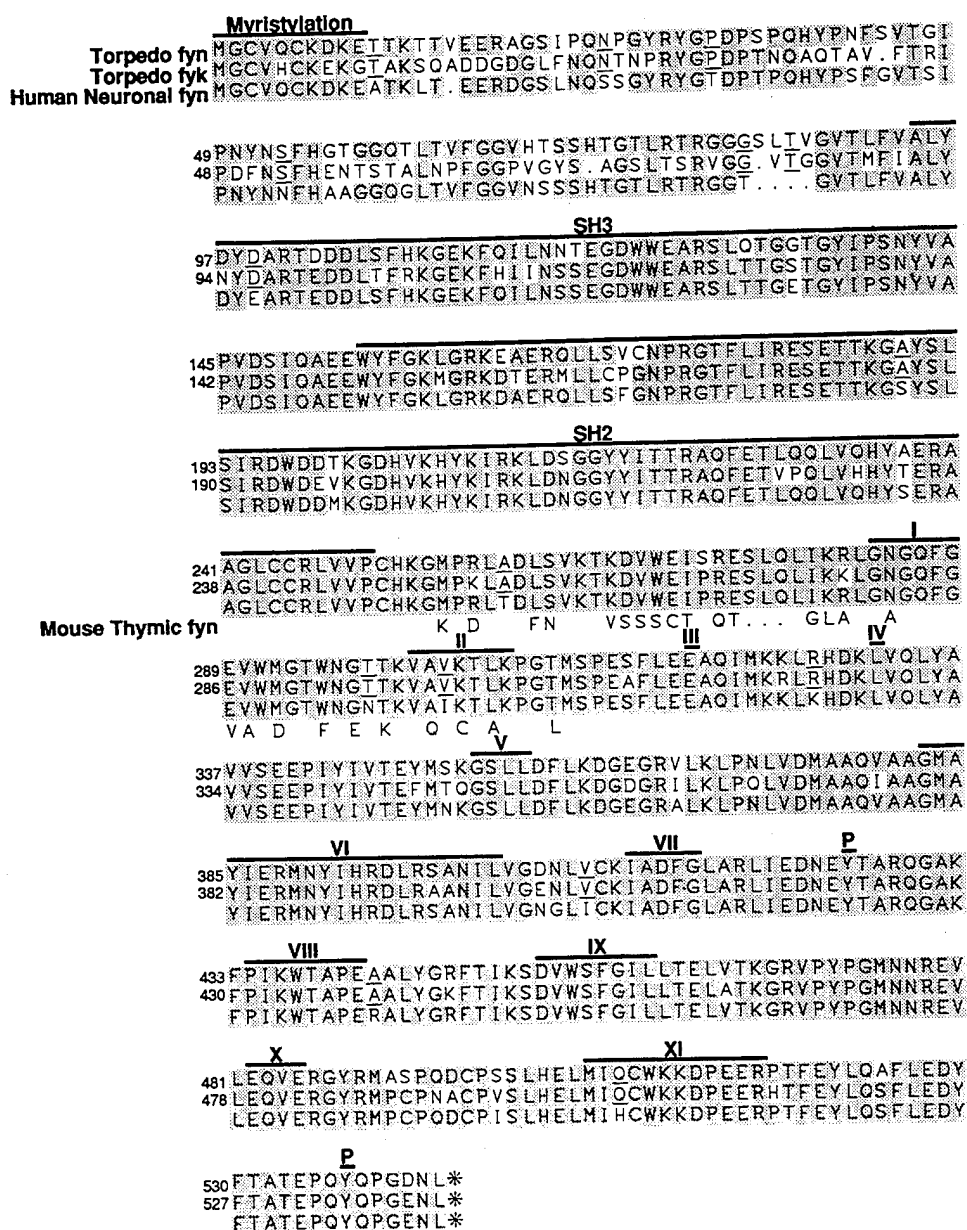 Myristylation
Torpedo fyn MGCVQCKDKETTKTTVEERAGSIPQNPGYRYGPDPSPQHYPNFSVTGI
Torpedo fyk MGCVHCKEKGTAKSQADDGDGLFNQNTNPRYGPDPTNQAQTAV.FTRI
Human Neuronal fyn MGCVQCKDKEATKLT.EERDGSLNQSSGYRYGTDPTPQHYPSFGVTSI
49 PNYNSFHGTGGQTLTVFGGVHTSSHTGTLRTRGGGSLTVGVTLFVALY
48 PDFNSFHENTSTALNPFGGPVGYS.AGSLTSRVGG.VTGGVTMFIALY
PNYNNFHAAGGQGLTVFGGVNSSSHTGTLRTRGGT....GVTLFVALY
SH3
97 DYDARTDDDLSFHKGEKFQILNNTEGDWWEARSLQTGGTGYIPSNYVA
94 NYDARTEDDLTFRKGEKFHIINSSEGDWWEARSLTTGSTGYIPSNYVA
DYEARTEDDLSFHKGEKFQILNSSEGDWWEARSLTTGETGYIPSNYVA
145 PVDSIQAEEWYFGKLGRKEAERQLLSVCNPRGTFLIRESETTKGAYSL
142 PVDSIQAEEWYFGKMGRKDTERMLLCPGNPRGTFLIRESETTKGAYSL
PVDSIQAEEWYFGKLGRKDAERQLLSFGNPRGTFLIRESETTKGSYSL
SH2
193 SIRDWDDTKGDHVKHYKIRKLDSGGYYITTRAQFETLQQLVQHYAERA
190 SIRDWDEVKGDHVKHYKIRKLDNGGYYITTRAQFETVPQLVHHYTERA
SIRDWDDMKGDHVKHYKIRKLDNGGYYITTRAQFETLQQLVQHYSERA
I
241 AGLCCRLVVPCHKGMPRLADLSVKTKDVWEISRESLQLIKRLGNGQFG
238 AGLCCRLVVPCHKGMPKLADLSVKTKDVWEIPRESLQLIKKLGNGQFG
AGLCCRLVVPCHKGMPRLTDLSVKTKDVWEIPRESLQLIKRLGNGQFG
Mouse Thymic fyn K D FN VSSSCT QT... GLA A
II III IV
289 EVWMGTWNGTTKVAVKTLKPGTMSPESFLEEAQIMKKLRHDKLVQLYA
286 EVWMGTWNGTTKVAVKTLKPGTMSPEAFLEEAQIMKRLRHDKLVQLYA
EVWMGTWNGNTKVAIKTLKPGTMSPESFLEEAQIMKKLKHDKLVQLYA
VA D F E K Q C A L
V
337 VVSEEPIYIVTEYMSKGSLLDFLKDGEGRVLKLPNLVDMAAQVAAGMA
334 VVSEEPIYIVTEFMTQGSLLDFLKDGDGRILKLPQLVDMAAQIAAGMA
VVSEEPIYIVTEYMNKGSLLDFLKDGEGRALKLPNLVDMAAQVAAGMA
VI VII P
385 YIERMNYIHRDLRSANILVGDNLVCKIADFGLARLIEDNEYTARQGAK
382 YIERMNYIHRDLRAANILVGENLVCKIADFGLARLIEDNEYTARQGAK
YIERMNYIHRDLRSANILVGNGLICKIADFGLARLIEDNEYTARQGAK
VIII IX
433 FPIKWTAPEAALYGRFTIKSDVWSFGILLTELVTKGRVPYPGMNNREV
430 FPIKWTAPEAALYGKFTIKSDVWSFGILLTELATKGRVPYPGMNNREV
FPIKWTAPERALYGRFTIKSDVWSFGILLTELVTKGRVPYPGMNNREV
X XI
481 LEQVERGYRMASPQDCPSSLHELMIQCWKKDPEERPTFEYLQAFLEDY
478 LEQVERGYRMPCPNACPVSLHELMIQCWKKDPEERHTFEYLQSFLEDY
LEQVERGYRMPCPQDCPISLHELMIHCWKKDPEERPTFEYLQSFLEDY
P
530 FTATEPQYQPGDNL*
527 FTATEPQYQPGENL*
FTATEPQYQPGENL*